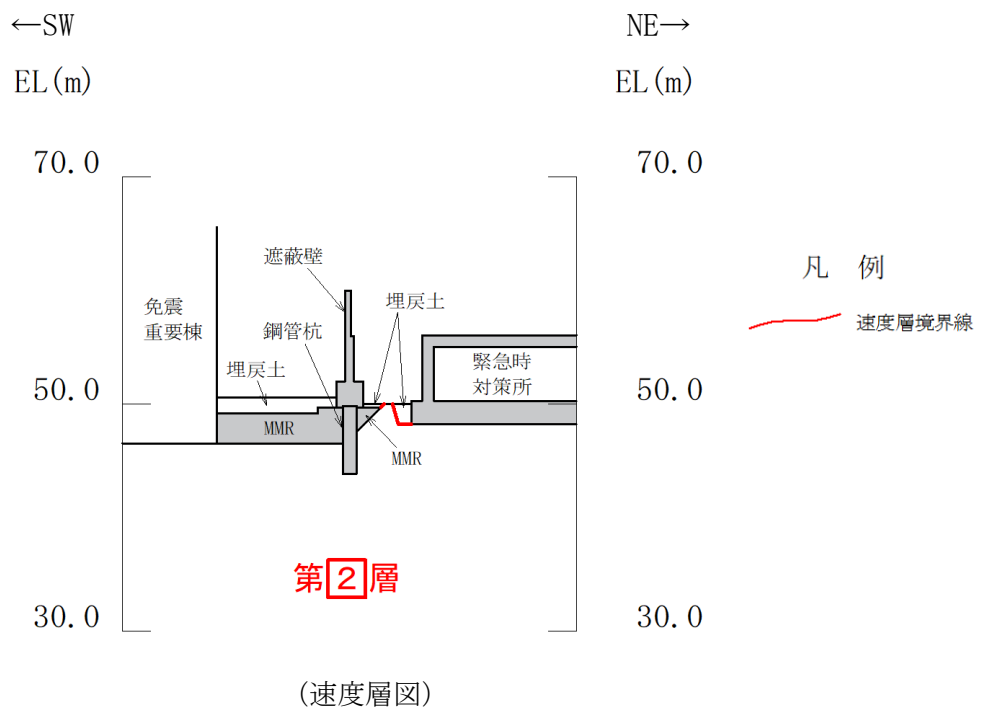 ←SW
NE→
EL(m)
EL(m)
70.0
70.0
遮蔽壁
凡 例
免震
重要棟
埋戻土
速度層境界線
鋼管杭
緊急時
対策所
埋戻土
50.0
50.0
MMR
MMR
第2層
30.0
30.0
(速度層図)